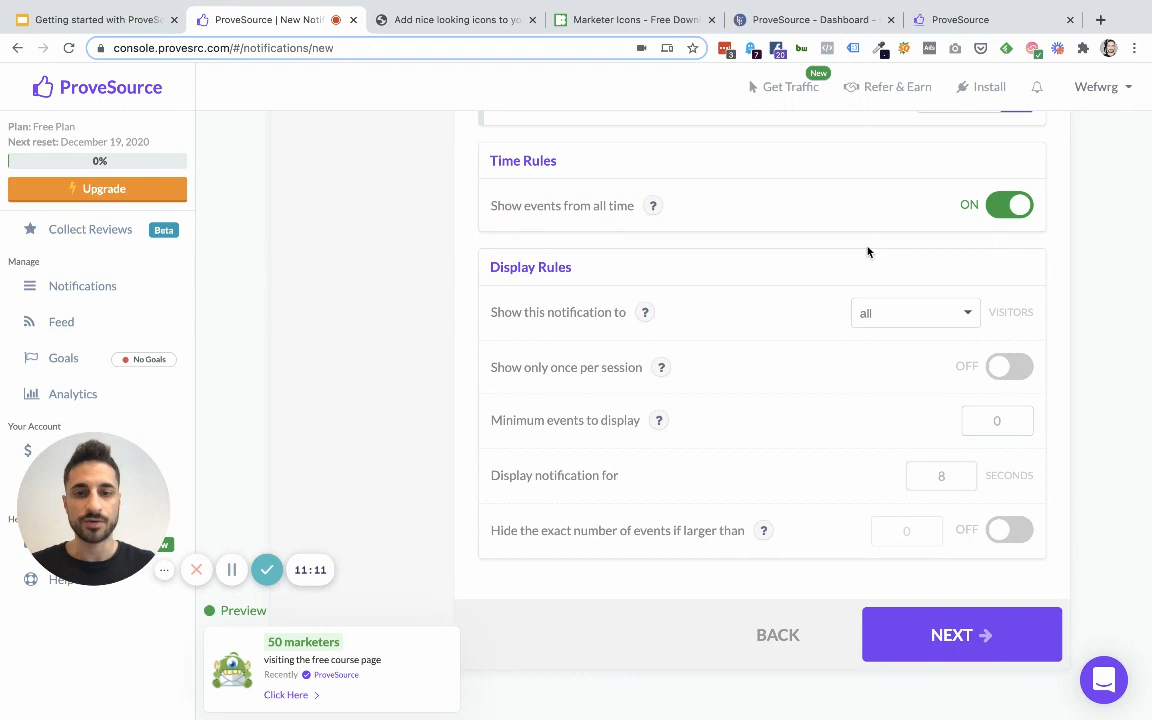 Getting started with ProveSo
ProveSource | New Notif
Add nice looking icons to yo
Marketer Icons - Free Down
ProveSource - Dashboard -
ProveSource
console.provesrc.com/#/notifications/new
3
7
20
Ads
ProveSource
New
Get Traffic
Refer & Earn
Install
Wefwrg
Plan: Free Plan
Next reset: December 19, 2020
0%
Upgrade
Collect Reviews
Beta
Manage
Notifications
Feed
Goals
No Goals
Analytics
Your Account
$
Time Rules
Show events from all time ?
ON
Display Rules
Show this notification to ?
all
VISITORS
Show only once per session ?
OFF
Minimum events to display ?
0
Display notification for
8
SECONDS
Hide the exact number of events if larger than ?
0
OFF
11:11
Preview
50 marketers
visiting the free course page
Recently ProveSource
Click Here >
BACK
NEXT →